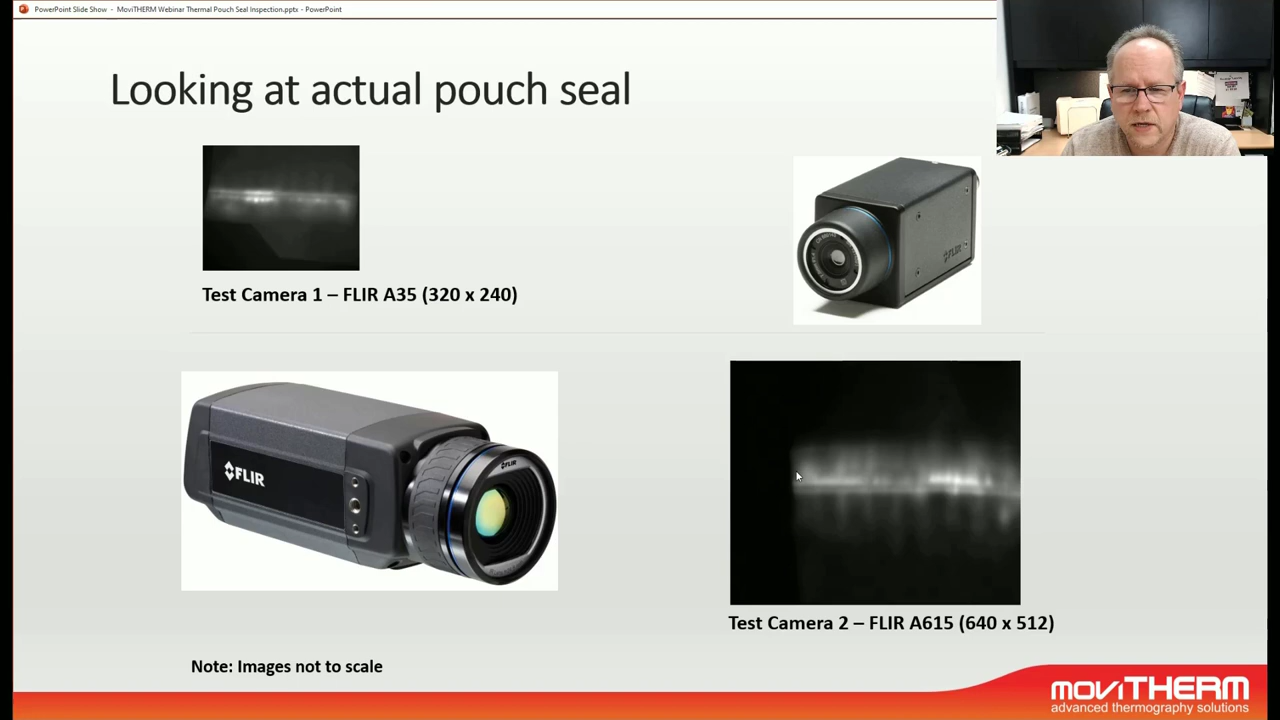 PowerPoint Slide Show - MoviTHERM Webinar Thermal Pouch Seal Inspection.pptx - PowerPoint
Looking at actual pouch seal
Test Camera 1 – FLIR A35 (320 x 240)
FLIR
FLIR
FLIR
Test Camera 2 – FLIR A615 (640 x 512)
Note: Images not to scale
moviTHERM
advanced thermography solutions